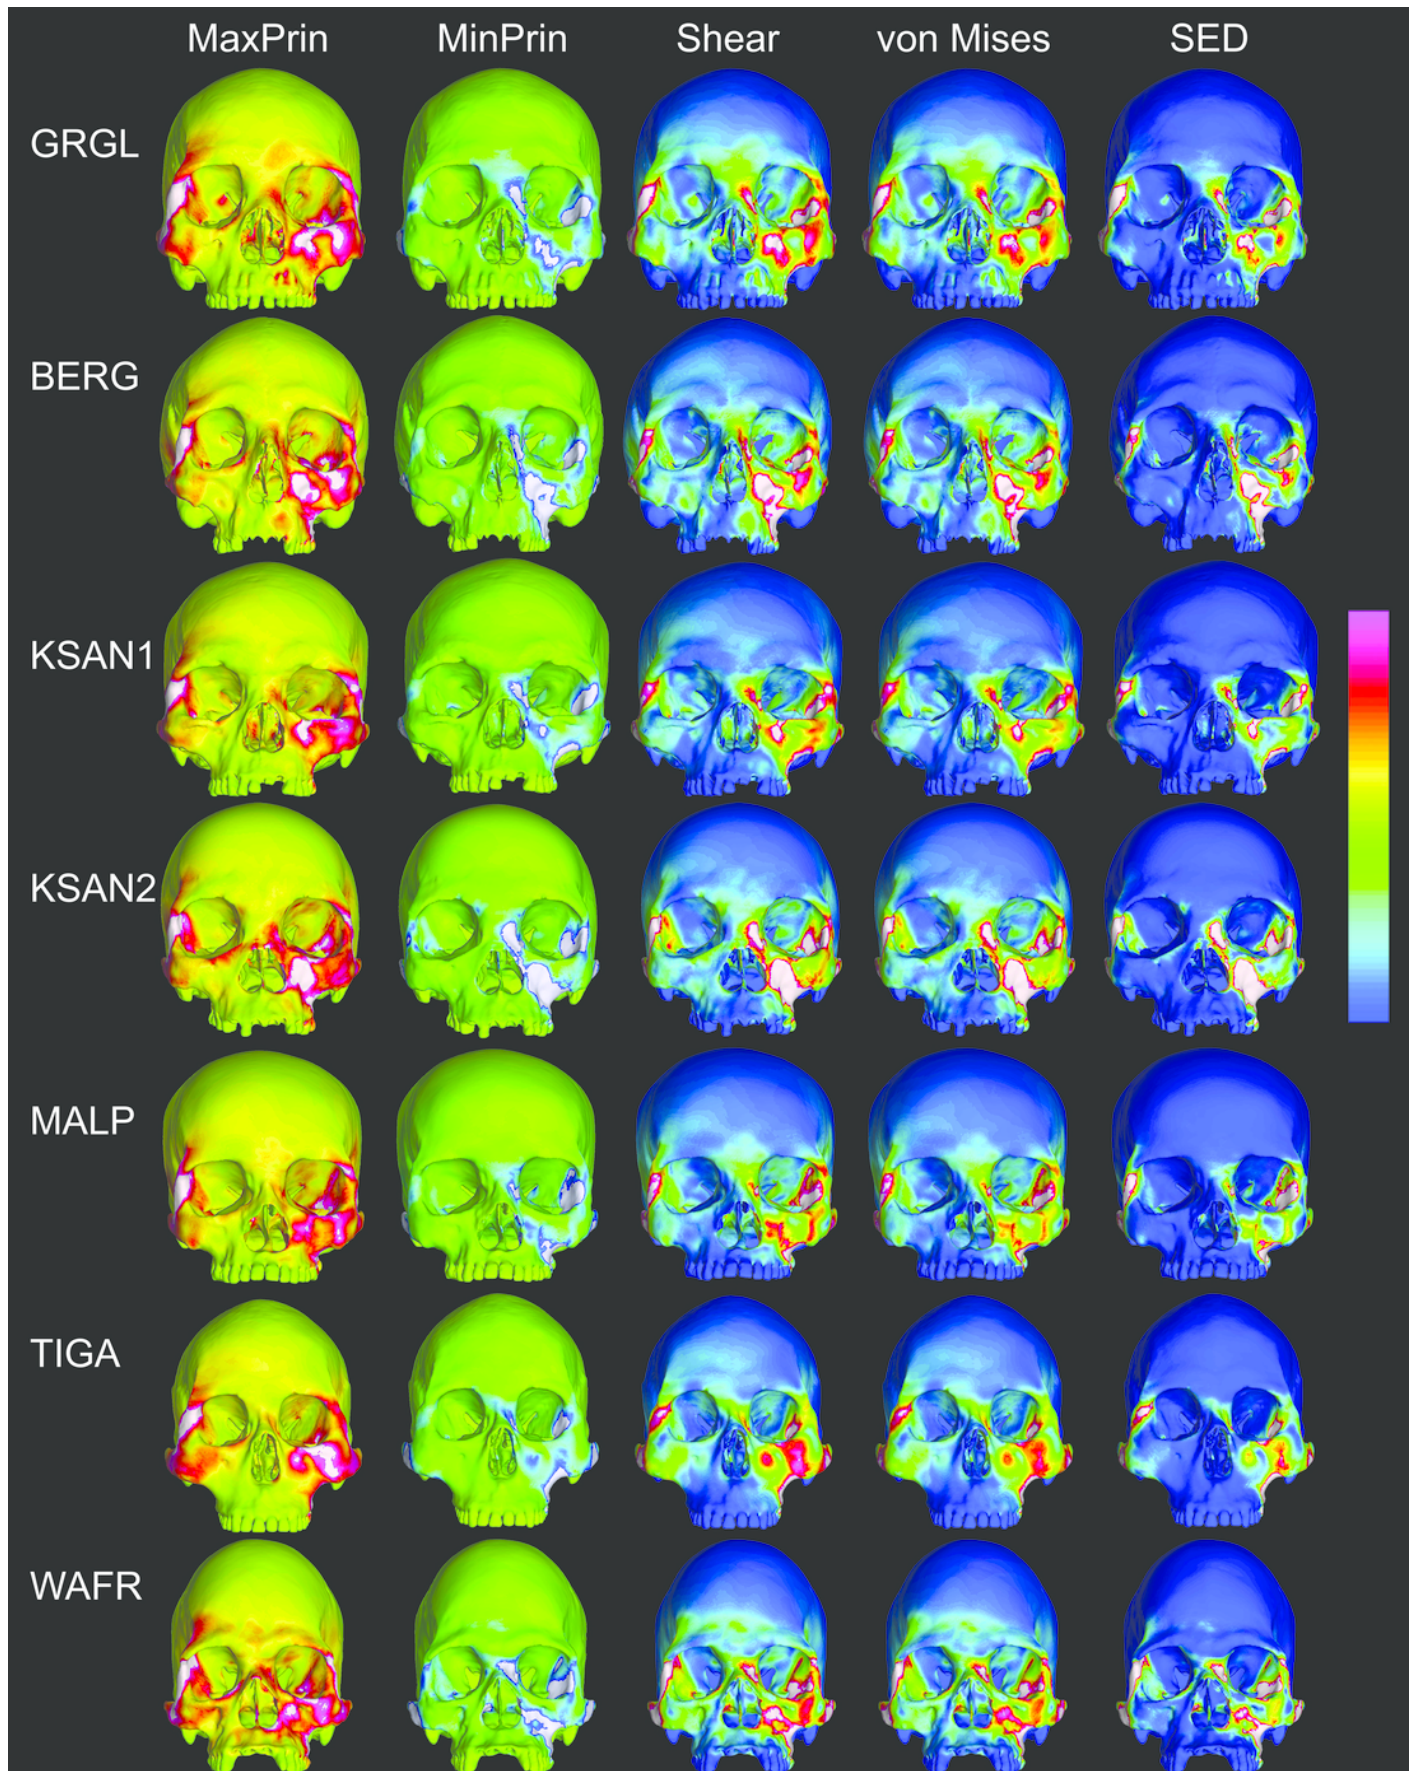 MaxPrin MinPrin Shear von Mises SED
GRGL
BERG
KSAN1
KSAN2
MALP
TIGA
WAFR